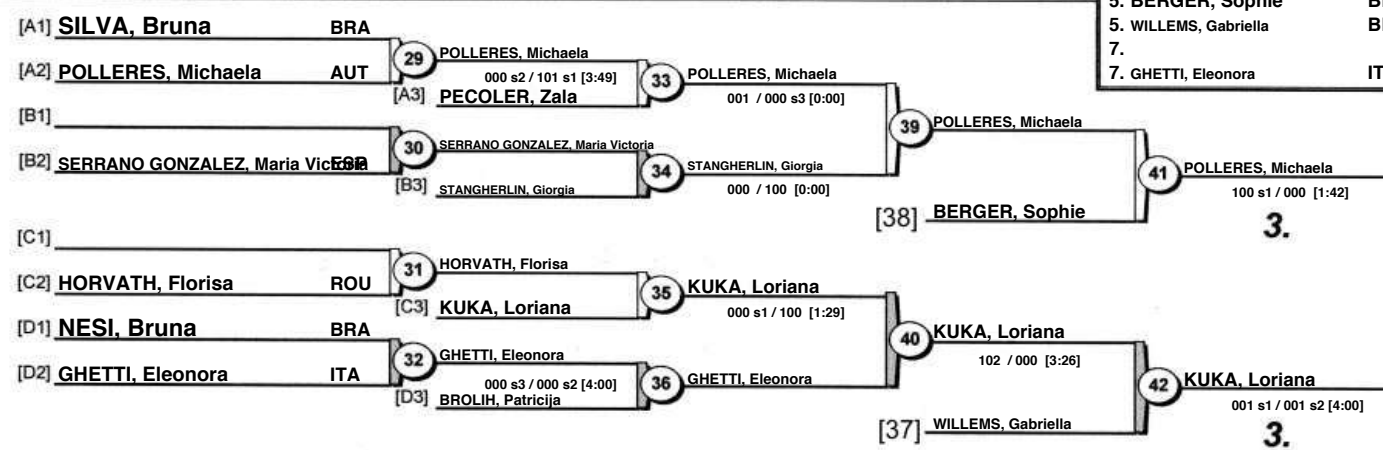 5. BERGER, Sophie
5. WILLEMS, Gabriella
7.
7. GHETTI, Eleonora
[A1] SILVA, Bruna BRA
[A2] POLLERES, Michaela AUT
29 POLLERES, Michaela
000 s2 / 101 s1 [3:49]
[A3] PECOLER, Zala
33 POLLERES, Michaela
001 / 000 s3 [0:00]
[B1]
[B2] SERRANO GONZALEZ, Maria Victoria ESP
30 SERRANO GONZALEZ, Maria Victoria
[B3] STANGHERLIN, Giorgia
34 STANGHERLIN, Giorgia
000 / 100 [0:00]
39 POLLERES, Michaela
[38] BERGER, Sophie
41 POLLERES, Michaela
100 s1 / 000 [1:42]
3.
[C1]
[C2] HORVATH, Florisa ROU
31 HORVATH, Florisa
[C3] KUKA, Loriana
35 KUKA, Loriana
000 s1 / 100 [1:29]
[D1] NESI, Bruna BRA
[D2] GHETTI, Eleonora ITA
32 GHETTI, Eleonora
000 s3 / 000 s2 [4:00]
[D3] BROLIH, Patricija
36 GHETTI, Eleonora
40 KUKA, Loriana
102 / 000 [3:26]
[37] WILLEMS, Gabriella
42 KUKA, Loriana
001 s1 / 001 s2 [4:00]
3.